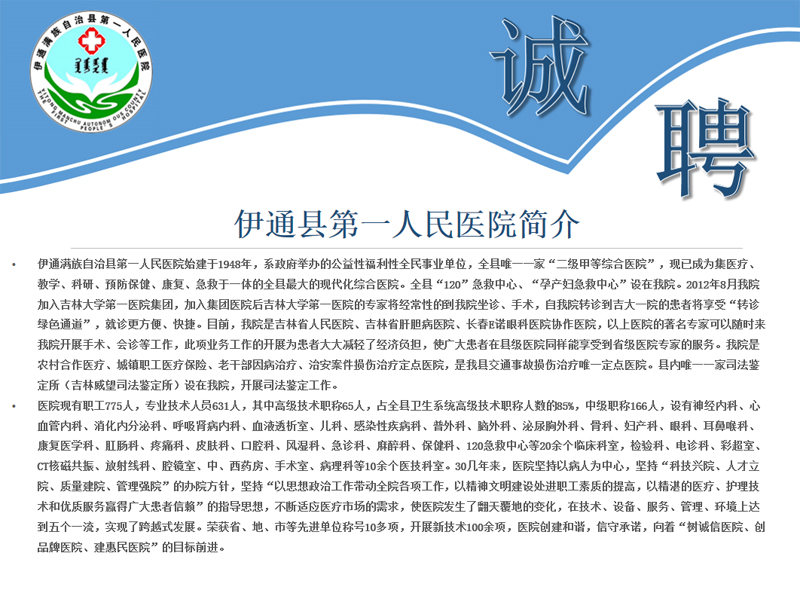 伊通满族自治县第一人民医院
YITONG MANCHU AUTONOM OUS COUNTY
THE FIRST PEOPLE'S HOSPITAL
诚
聘
伊通县第一人民医院简介
• 伊通满族自治县第一人民医院始建于1948年，系政府举办的公益性福利性全民事业单位，全县唯一一家“二级甲等综合医院”，现已成为集医疗、
教学、科研、预防保健、康复、急救于一体的全县最大的现代化综合医院。全县“120”急救中心、“孕产妇急救中心”设在我院。2012年8月我院
加入吉林大学第一医院集团，加入集团医院后吉林大学第一医院的专家将经常性的到我院坐诊、手术，自我院转诊到吉大一院的患者将享受“转诊
绿色通道”，就诊更方便、快捷。目前，我院是吉林省人民医院、吉林省肝胆病医院、长春E诺眼科医院协作医院，以上医院的著名专家可以随时来
我院开展手术、会诊等工作，此项业务工作的开展为患者大大减轻了经济负担，使广大患者在县级医院同样能享受到省级医院专家的服务。我院是
农村合作医疗、城镇职工医疗保险、老干部因病治疗、治安案件损伤治疗定点医院，是我县交通事故损伤治疗唯一定点医院。县内唯一一家司法鉴
定所（吉林威望司法鉴定所）设在我院，开展司法鉴定工作。
• 医院现有职工775人，专业技术人员631人，其中高级技术职称65人，占全县卫生系统高级技术职称人数的85%，中级职称166人，设有神经内科、心
血管内科、消化内分泌科、呼吸肾病内科、血液透析室、儿科、感染性疾病科、普外科、脑外科、泌尿胸外科、骨科、妇产科、眼科、耳鼻喉科、
康复医学科、肛肠科、疼痛科、皮肤科、口腔科、风湿科、急诊科、麻醉科、保健科、120急救中心等20余个临床科室，检验科、电诊科、彩超室、
CT核磁共振、放射线科、腔镜室、中、西药房、手术室、病理科等10余个医技科室。30几年来，医院坚持以病人为中心，坚持“科技兴院、人才立
院、质量建院、管理强院”的办院方针，坚持“以思想政治工作带动全院各项工作，以精神文明建设处进职工素质的提高，以精湛的医疗、护理技
术和优质服务赢得广大患者信赖”的指导思想，不断适应医疗市场的需求，使医院发生了翻天覆地的变化，在技术、设备、服务、管理、环境上达
到五个一流，实现了跨越式发展。荣获省、地、市等先进单位称号10多项，开展新技术100余项，医院创建和谐，信守承诺，向着“树诚信医院、创
品牌医院、建惠民医院”的目标前进。